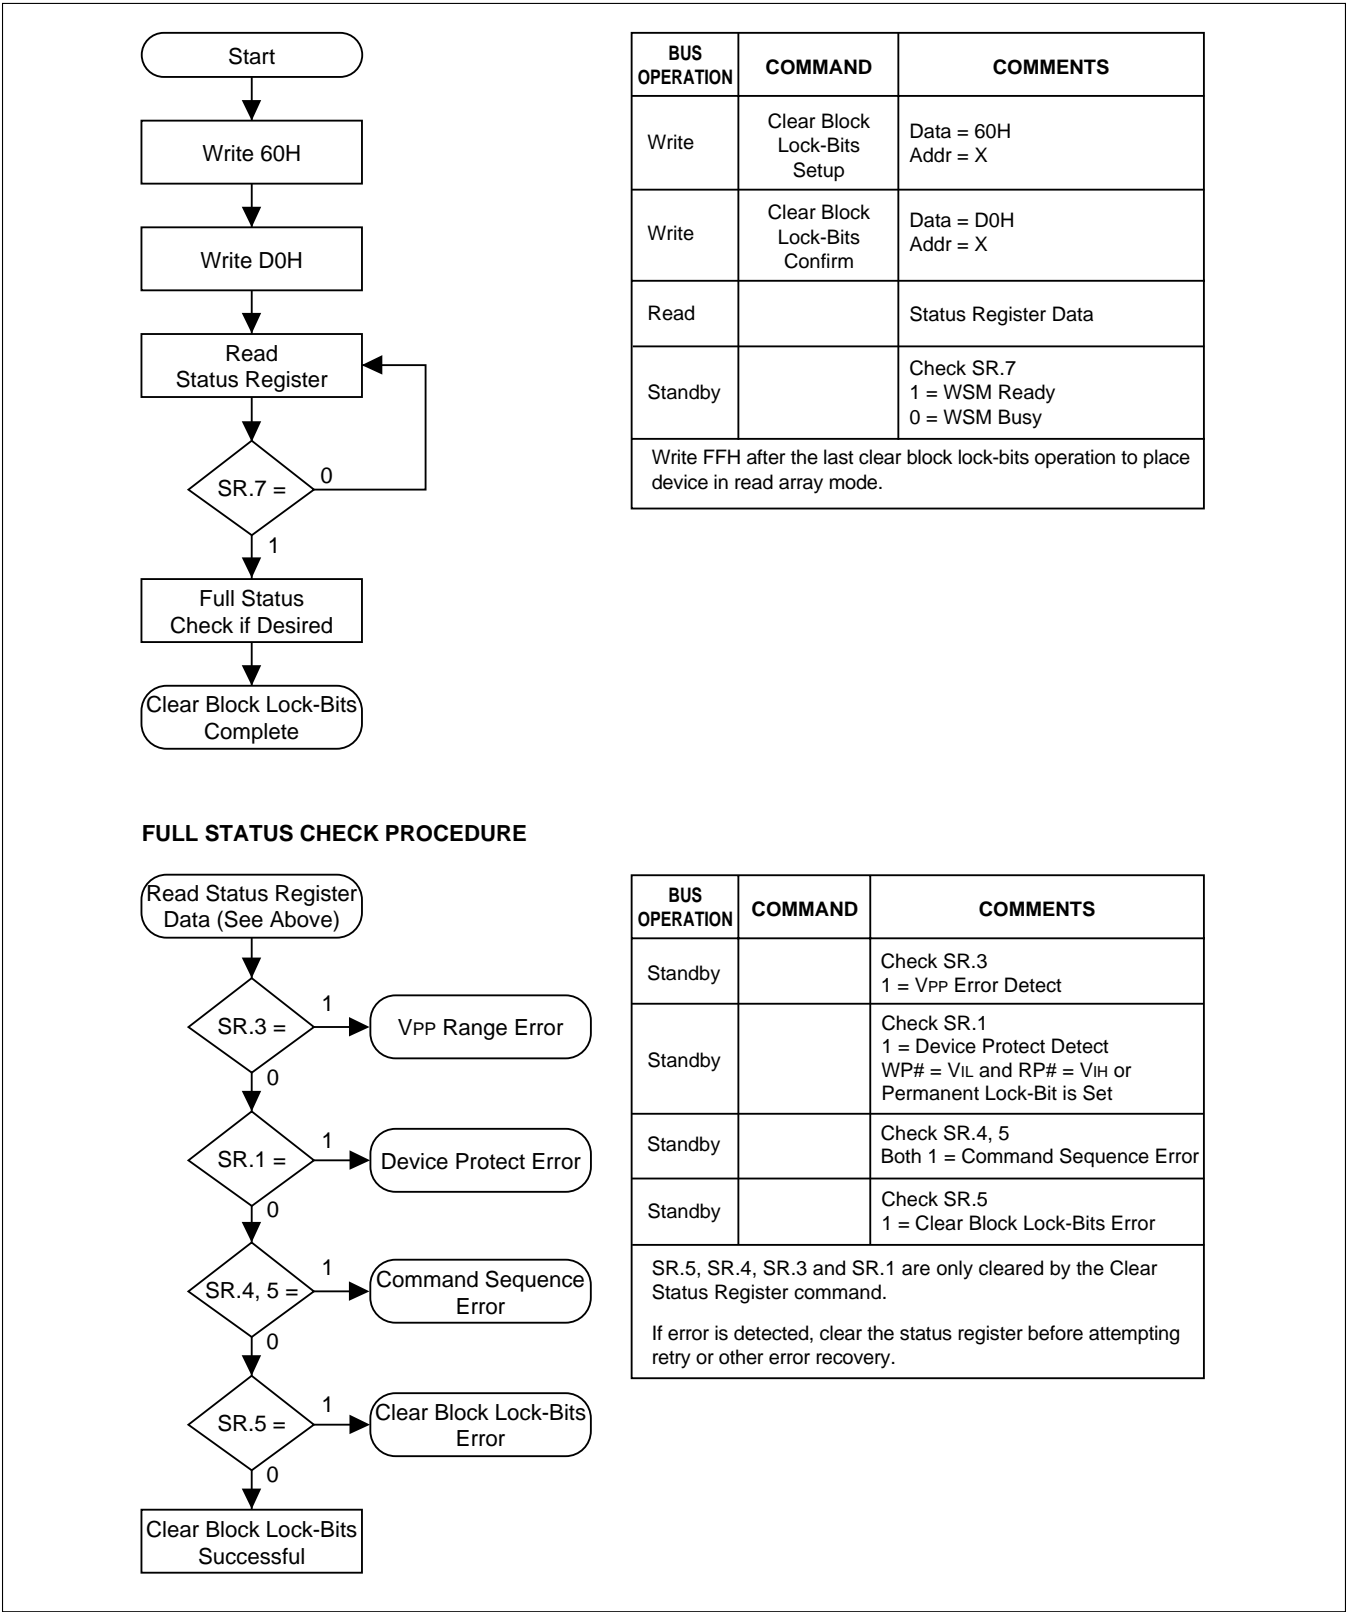 Start
Write 60H
Write D0H
Read
Status Register
SR.7 =
0
1
Full Status
Check if Desired
Clear Block Lock-Bits
Complete
BUS
OPERATION
COMMAND
COMMENTS
Write
Clear Block
Lock-Bits
Setup
Data = 60H
Addr = X
Write
Clear Block
Lock-Bits
Confirm
Data = D0H
Addr = X
Read
Status Register Data
Standby
Check SR.7
1 = WSM Ready
0 = WSM Busy
Write FFH after the last clear block lock-bits operation to place
device in read array mode.
FULL STATUS CHECK PROCEDURE
Read Status Register
Data (See Above)
SR.3 =
1
VPP Range Error
0
SR.1 =
1
Device Protect Error
0
SR.4, 5 =
1
Command Sequence
Error
0
SR.5 =
1
Clear Block Lock-Bits
Error
0
Clear Block Lock-Bits
Successful
BUS
OPERATION
COMMAND
COMMENTS
Standby
Check SR.3
1 = VPP Error Detect
Standby
Check SR.1
1 = Device Protect Detect
WP# = VIL and RP# = VIH or
Permanent Lock-Bit is Set
Standby
Check SR.4, 5
Both 1 = Command Sequence Error
Standby
Check SR.5
1 = Clear Block Lock-Bits Error
SR.5, SR.4, SR.3 and SR.1 are only cleared by the Clear
Status Register command.
If error is detected, clear the status register before attempting
retry or other error recovery.